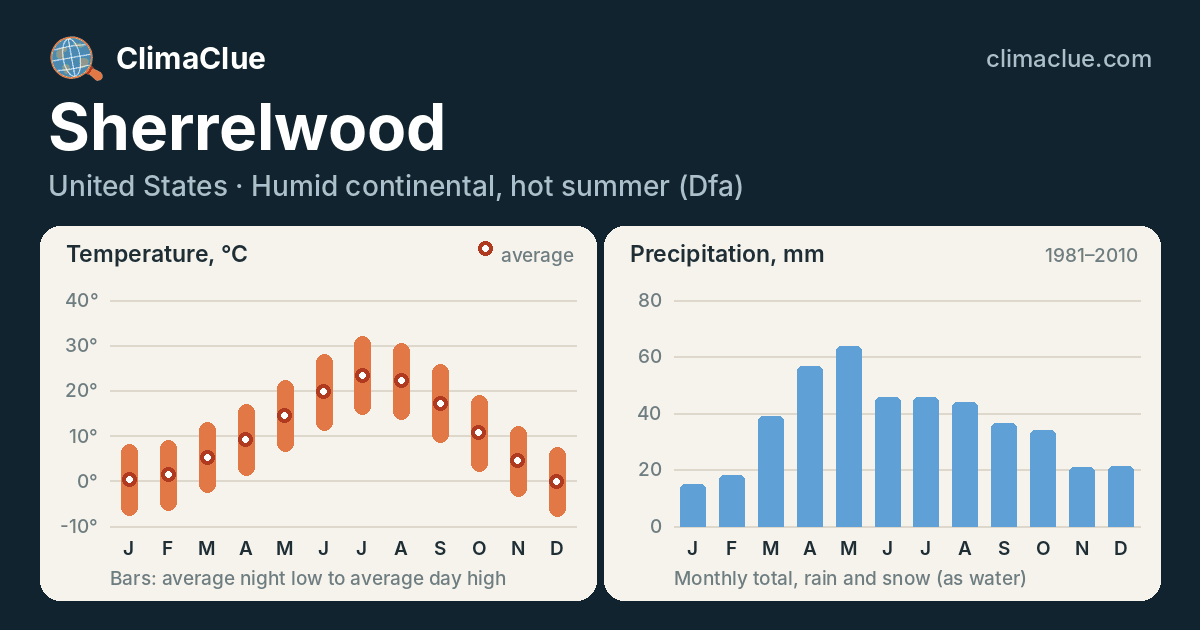 ClimaClue
climaclue.com
Sherrelwood
United States · Humid continental, hot summer (Dfa)
Temperature, °C
average
40°
30°
20°
10°
0°
-10°
J F M A M J J A S O N D
Bars: average night low to average day high
Precipitation, mm
1981–2010
80
60
40
20
0
J F M A M J J A S O N D
Monthly total, rain and snow (as water)